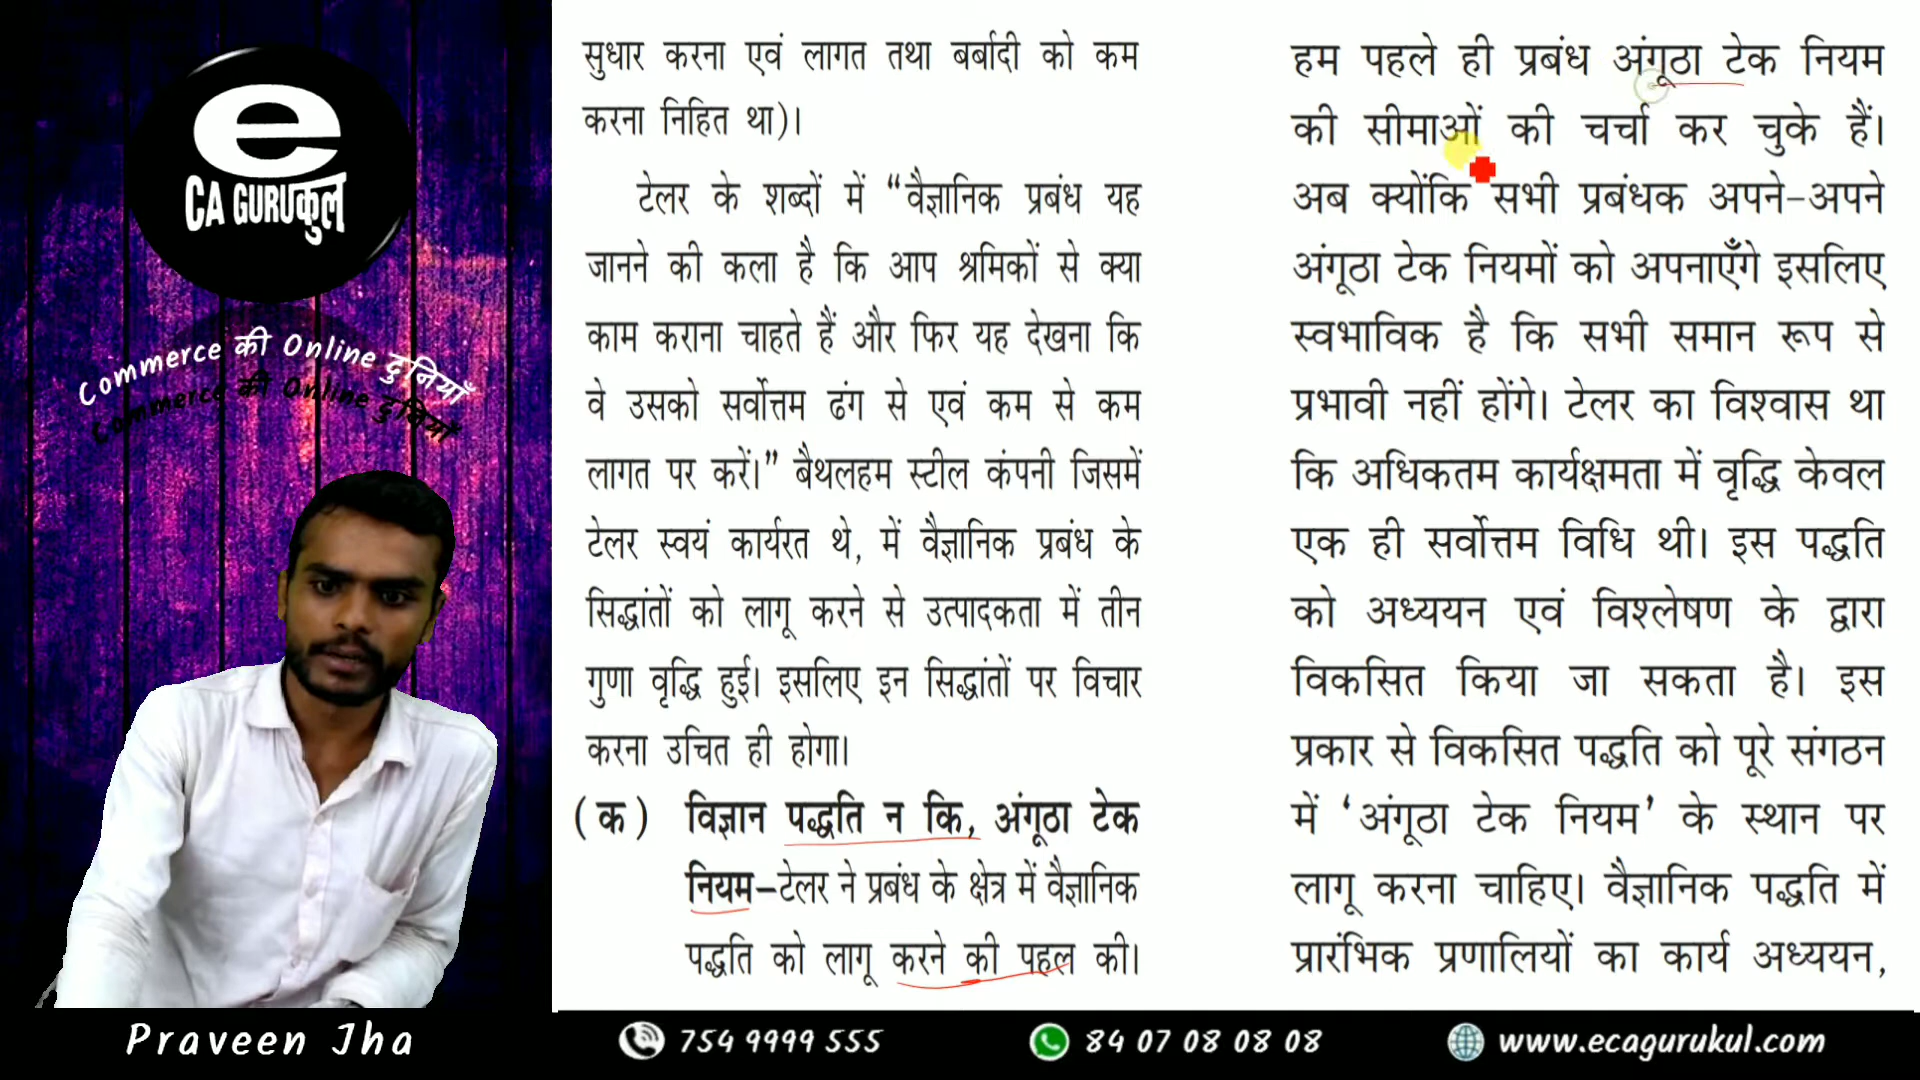 e
CA GURUकुल
Commerce की Online दुनियाँ
Commerce की Online दुनियाँ
सुधार करना एवं लागत तथा बर्बादी को कम
करना निहित था)।
टेलर के शब्दों में “वैज्ञानिक प्रबंध यह
जानने की कला है कि आप श्रमिकों से क्या
काम कराना चाहते हैं और फिर यह देखना कि
वे उसको सर्वोत्तम ढंग से एवं कम से कम
लागत पर करें।” बैथलहम स्टील कंपनी जिसमें
टेलर स्वयं कार्यरत थे, में वैज्ञानिक प्रबंध के
सिद्धांतों को लागू करने से उत्पादकता में तीन
गुणा वृद्धि हुई। इसलिए इन सिद्धांतों पर विचार
करना उचित ही होगा।
(क) विज्ञान पद्धति न कि, अंगूठा टेक
नियम–टेलर ने प्रबंध के क्षेत्र में वैज्ञानिक
पद्धति को लागू करने की पहल की।
हम पहले ही प्रबंध अंगूठा टेक नियम
की सीमाओं की चर्चा कर चुके हैं।
अब क्योंकि सभी प्रबंधक अपने-अपने
अंगूठा टेक नियमों को अपनाएँगे इसलिए
स्वभाविक है कि सभी समान रूप से
प्रभावी नहीं होंगे। टेलर का विश्वास था
कि अधिकतम कार्यक्षमता में वृद्धि केवल
एक ही सर्वोत्तम विधि थी। इस पद्धति
को अध्ययन एवं विश्लेषण के द्वारा
विकसित किया जा सकता है। इस
प्रकार से विकसित पद्धति को पूरे संगठन
में ‘अंगूठा टेक नियम’ के स्थान पर
लागू करना चाहिए। वैज्ञानिक पद्धति में
प्रारंभिक प्रणालियों का कार्य अध्ययन,
Praveen Jha
754 9999 555
84 07 08 08 08
www.ecagurukul.com